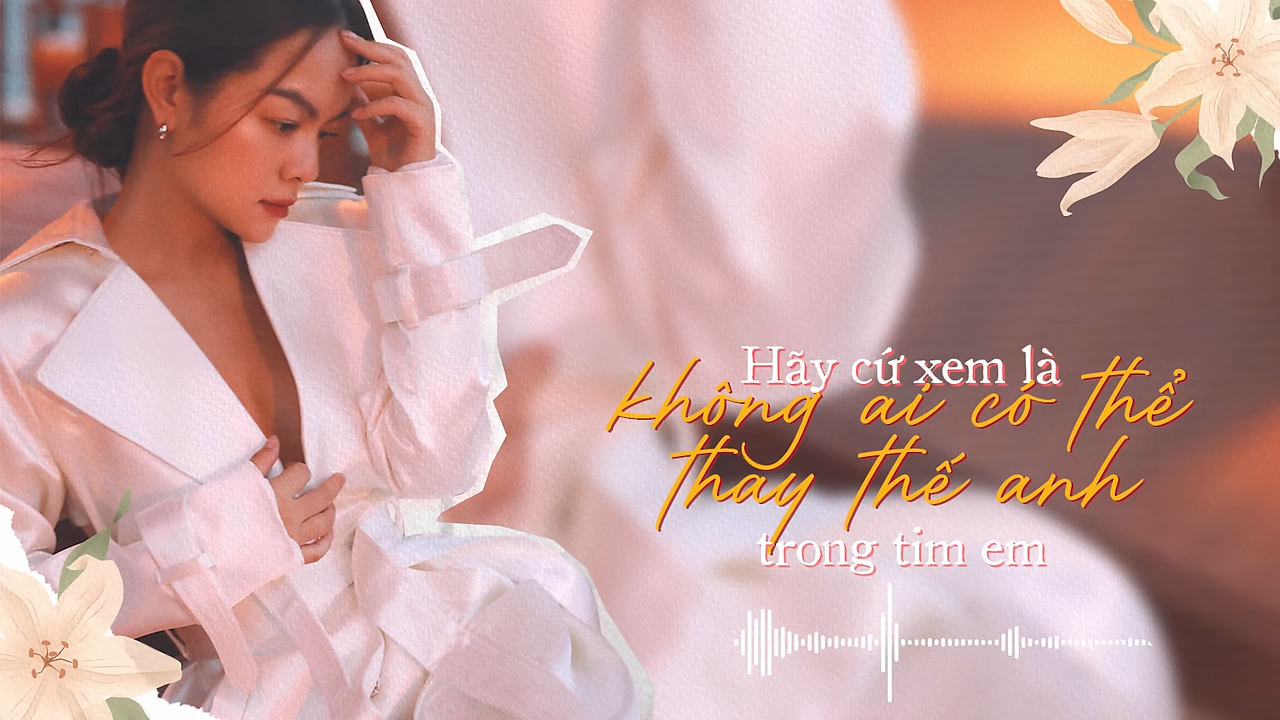 Hãy cứ xem là
không ai có thể
thay thế anh
trong tim em